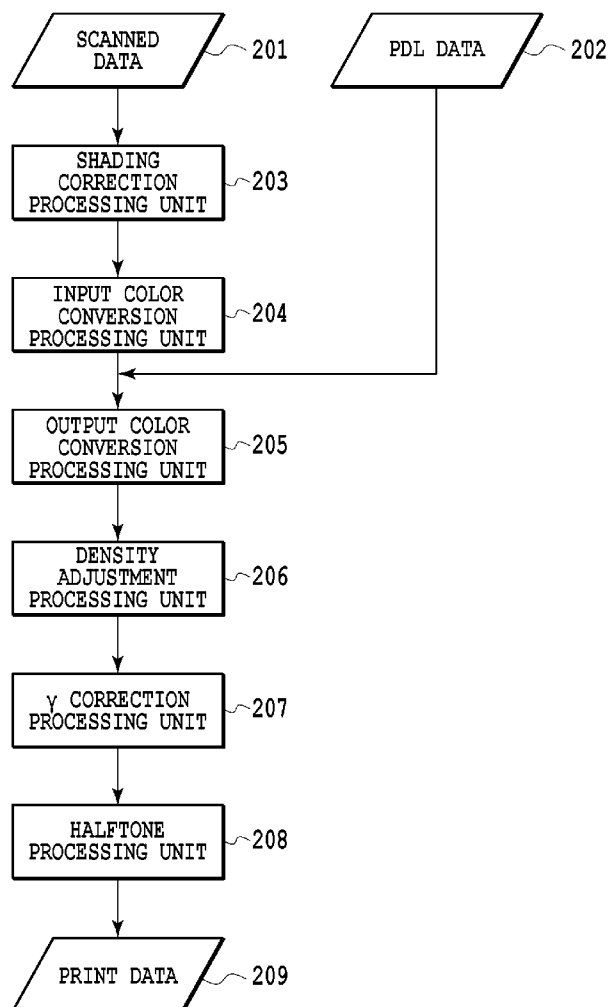 SCANNED
DATA
201
PDL DATA
202
SHADING
CORRECTION
PROCESSING UNIT
203
INPUT COLOR
CONVERSION
PROCESSING UNIT
204
OUTPUT COLOR
CONVERSION
PROCESSING UNIT
205
DENSITY
ADJUSTMENT
PROCESSING UNIT
206
γ CORRECTION
PROCESSING UNIT
207
HALFTONE
PROCESSING UNIT
208
PRINT DATA
209